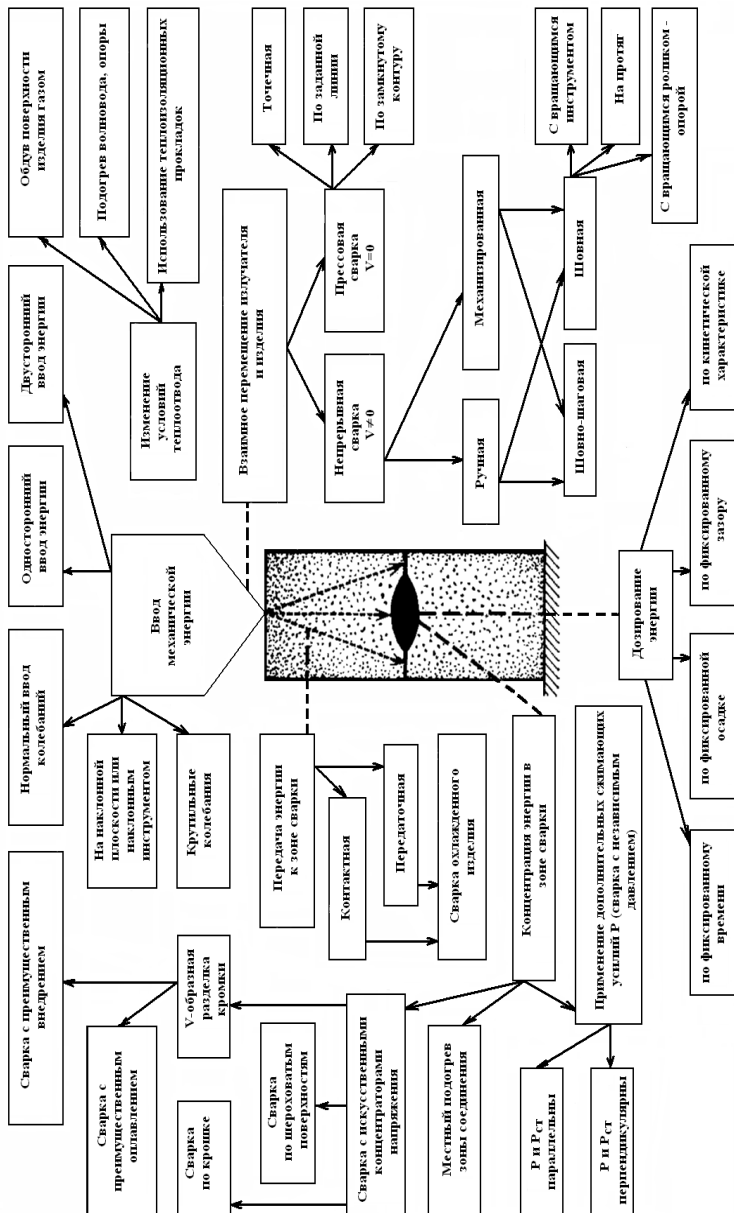 Сварка с преимущественным
внедрением
Нормальный ввод
колебаний
Односторонний
ввод энергии
Двусторонний
ввод энергии
Обдув поверхности
изделия газом
Подогрев волновода, опоры
Использование теплоизоляционных
прокладок
Сварка с
преимущественным
оплавлением
V-образная
разделка
кромки
На наклонной
плоскости или
наклонным
инструментом
Крутильные
колебания
Ввод
механической
энергии
Изменение
условий
теплоотвода
Сварка
по крошке
Сварка
по шероховатым
поверхностям
Сварка с искусственными
концентраторами
напряжения
Передача энергии
к зоне сварки
Контактная
Передаточная
Сварка охлажденного
изделия
Взаимное перемещение излучателя
и изделия
Непрерывная
сварка
V≠0
Прессовая
сварка
V=0
Точечная
По заданной
линии
По замкнутому
контуру
Местный подогрев
зоны соединения
Концентрация энергии в
зоне сварки
Ручная
Механизированная
Шовно-шаговая
Шовная
С вращающимся
инструментом
На протяг
С вращающимся роликом -
опорой
Р и Рст
параллельны
Р и Рст
перпендикулярны
Применение дополнительных сжимающих
усилий Р (сварка с независимым
давлением)
Дозирование
энергии
по фиксированному
времени
по фиксированной
осадке
по фиксированному
зазору
по кинетической
характеристике